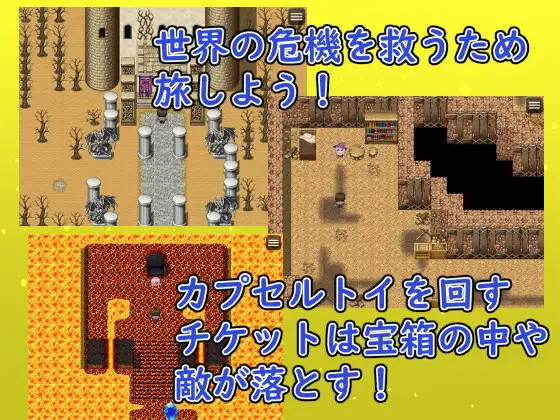 世界の危機を救うため
旅しよう！
カプセルトイを回す
チケットは宝箱の中や
敵が落とす！